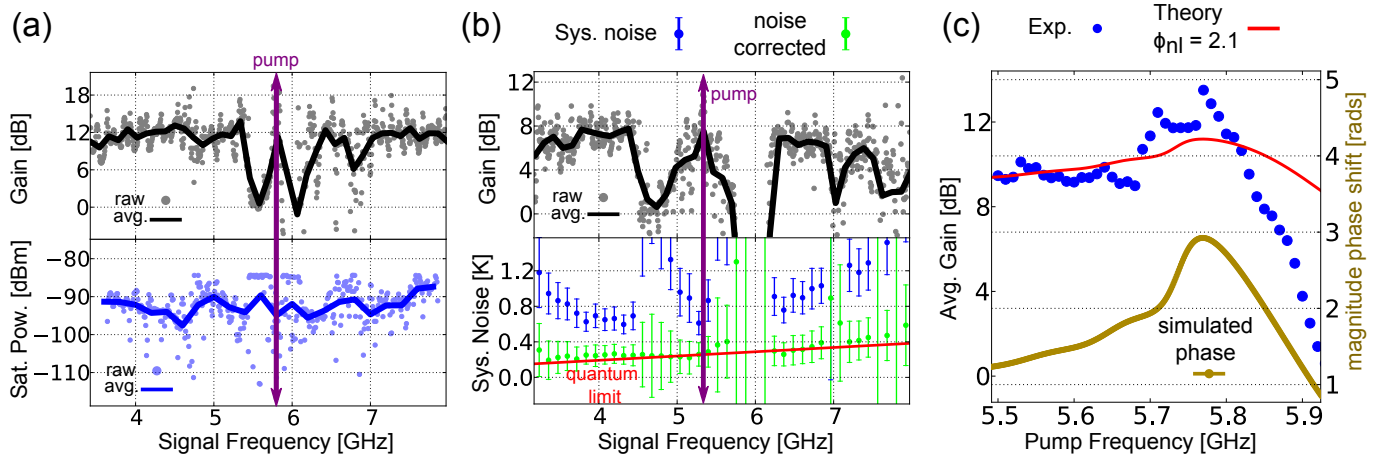 (a)
pump
18
12
6
0
Gain [dB]
raw
avg.
−80
−90
−100
−110
Sat. Pow. [dBm]
raw
avg.
4 5 6 7
Signal Frequency [GHz]
(b)
Sys. noise
noise
corrected
12
8
4
0
Gain [dB]
pump
raw
avg.
1.2
0.8
0.4
0.0
Sys. Noise [K]
quantum
limit
4 5 6 7
Signal Frequency [GHz]
(c)
Exp.
Theory
ϕnl = 2.1
12
8
4
0
Avg. Gain [dB]
5
4
3
2
1
magnitude phase shift [rads]
simulated
phase
5.5 5.6 5.7 5.8 5.9
Pump Frequency [GHz]